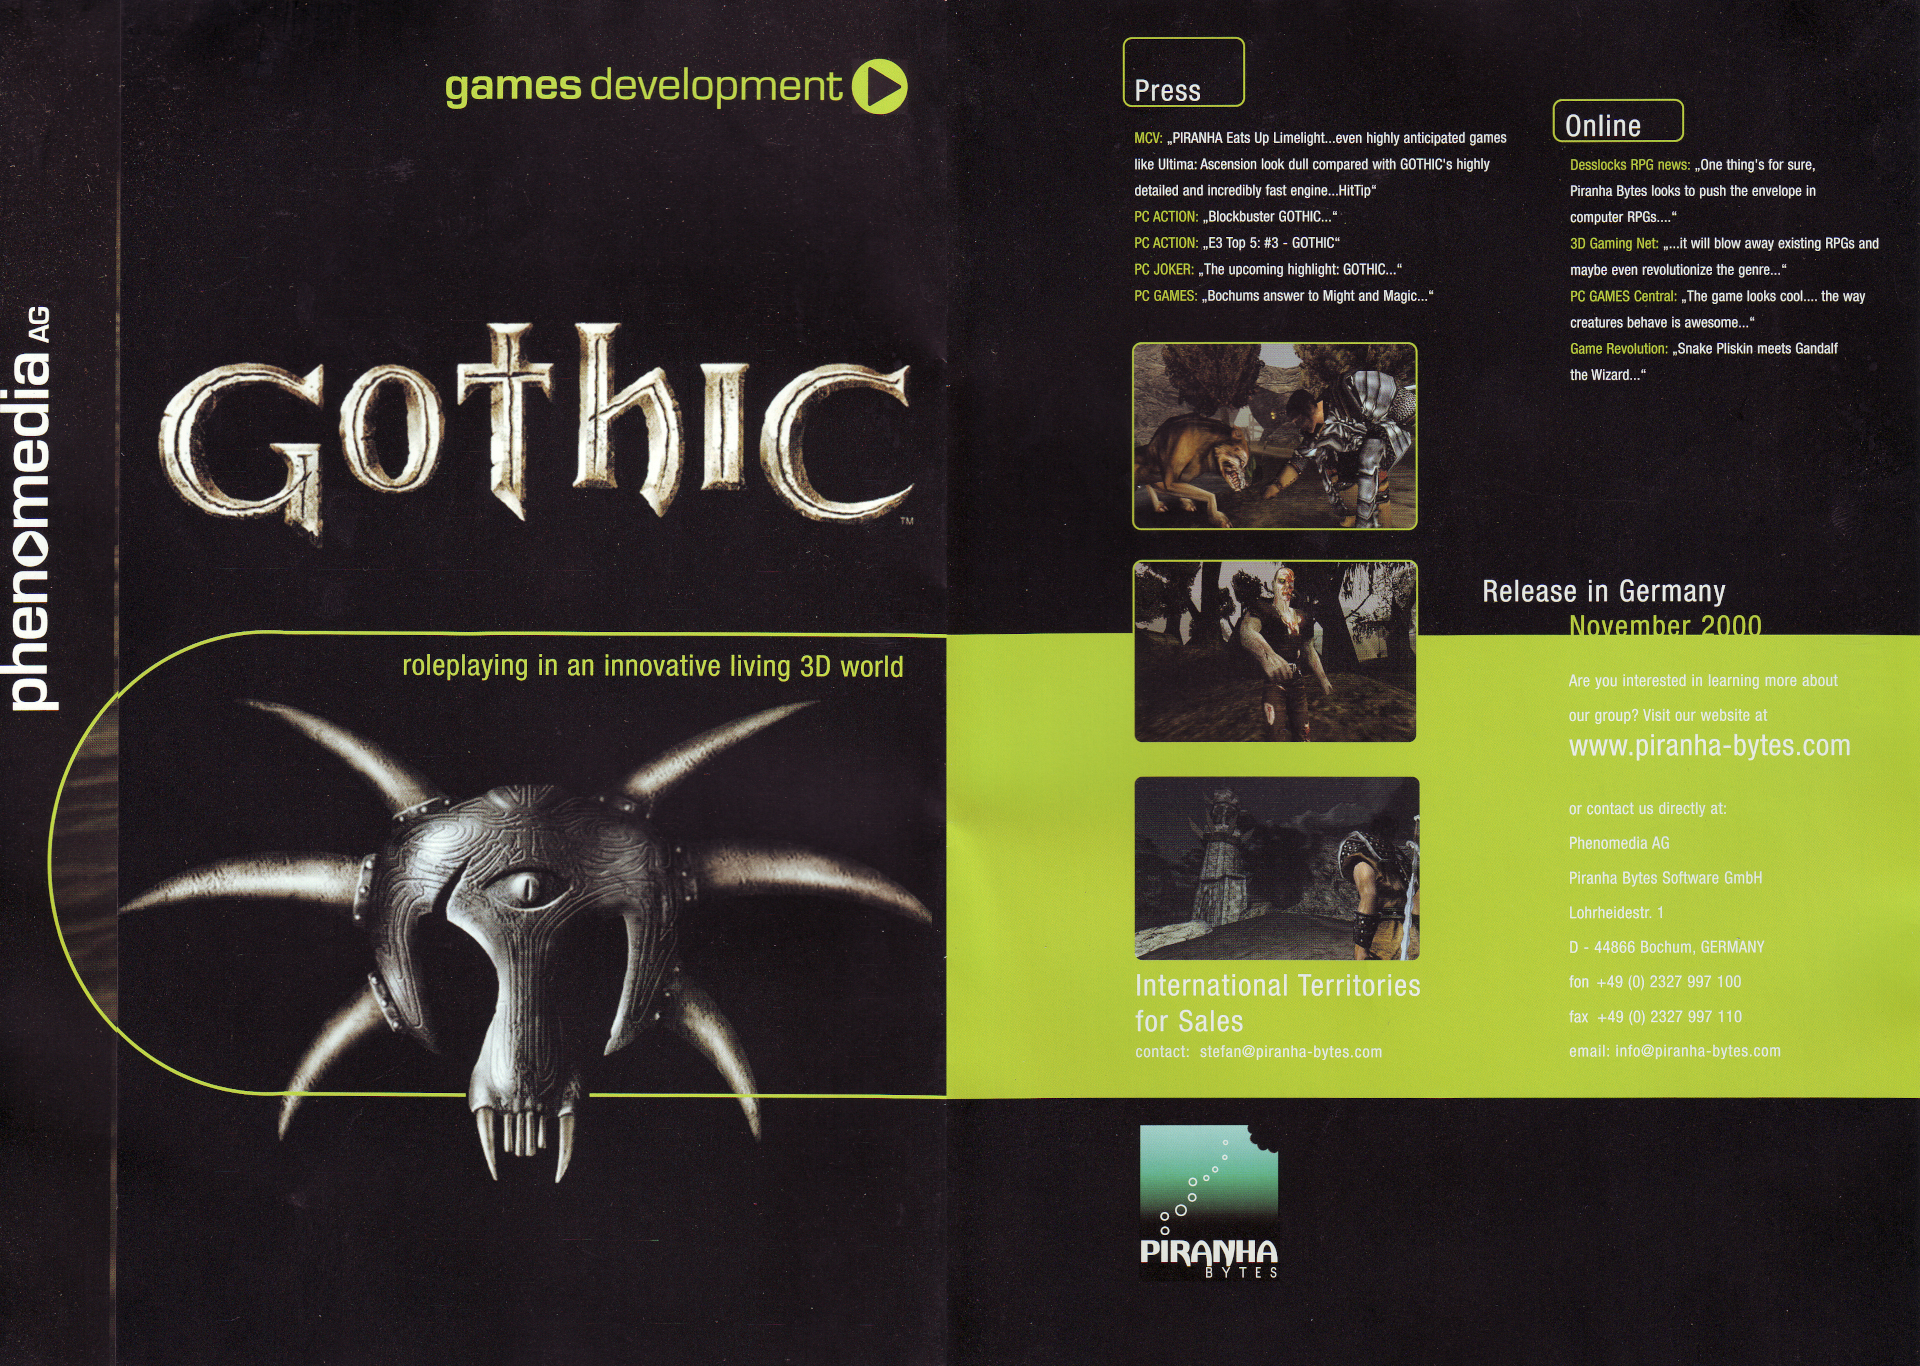 phenomedia AG
games development
GOTHIC
TM
roleplaying in an innovative living 3D world
Press
MCV: „PIRANHA Eats Up Limelight...even highly anticipated games
like Ultima: Ascension look dull compared with GOTHIC's highly
detailed and incredibly fast engine...HitTip“
PC ACTION: „Blockbuster GOTHIC...“
PC ACTION: „E3 Top 5: #3 - GOTHIC“
PC JOKER: „The upcoming highlight: GOTHIC...“
PC GAMES: „Bochums answer to Might and Magic...“
Online
Desslocks RPG news: „One thing's for sure,
Piranha Bytes looks to push the envelope in
computer RPGs....“
3D Gaming Net: „...it will blow away existing RPGs and
maybe even revolutionize the genre...“
PC GAMES Central: „The game looks cool.... the way
creatures behave is awesome...“
Game Revolution: „Snake Pliskin meets Gandalf
the Wizard...“
Release in Germany
November 2000
Are you interested in learning more about
our group? Visit our website at
www.piranha-bytes.com
or contact us directly at:
Phenomedia AG
Piranha Bytes Software GmbH
Lohrheidestr. 1
D - 44866 Bochum, GERMANY
fon +49 (0) 2327 997 100
fax +49 (0) 2327 997 110
email: info@piranha-bytes.com
International Territories
for Sales
contact: stefan@piranha-bytes.com
PIRANHA
BYTES